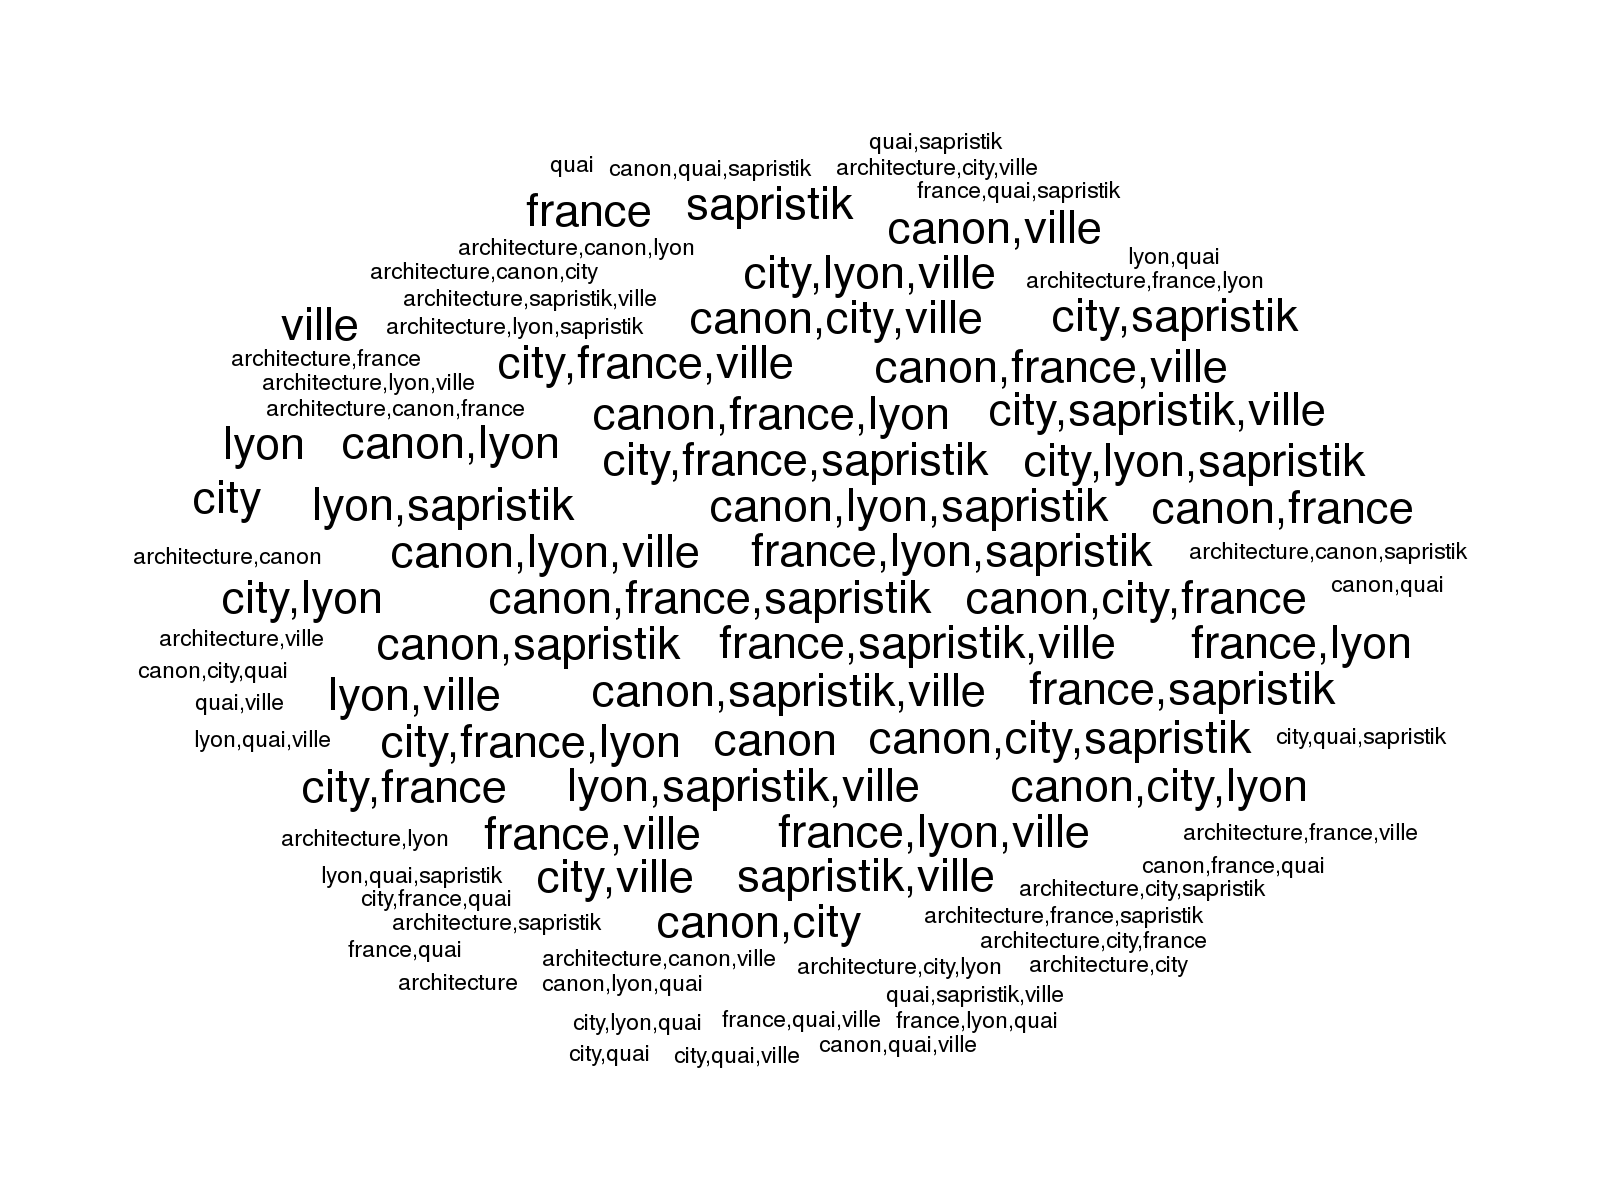 quai,sapristik
quai canon,quai,sapristik architecture,city,ville
france sapristik france,quai,sapristik
canon,ville
architecture,canon,lyon lyon,quai
architecture,canon,city city,lyon,ville architecture,france,lyon
architecture,sapristik,ville
ville architecture,lyon,sapristik canon,city,ville city,sapristik
architecture,france city,france,ville canon,france,ville
architecture,lyon,ville
architecture,canon,france canon,france,lyon city,sapristik,ville
lyon canon,lyon
city,france,sapristik city,lyon,sapristik
city lyon,sapristik canon,lyon,sapristik canon,france
architecture,canon canon,lyon,ville france,lyon,sapristik architecture,canon,sapristik
city,lyon canon,france,sapristik canon,city,france canon,quai
architecture,ville canon,sapristik france,sapristik,ville france,lyon
canon,city,quai
quai,ville lyon,ville canon,sapristik,ville france,sapristik
lyon,quai,ville city,france,lyon canon canon,city,sapristik city,quai,sapristik
city,france lyon,sapristik,ville canon,city,lyon
architecture,lyon france,ville france,lyon,ville architecture,france,ville
lyon,quai,sapristik city,ville sapristik,ville canon,france,quai
city,france,quai architecture,city,sapristik
architecture,sapristik canon,city architecture,france,sapristik
france,quai architecture,city,france
architecture,canon,ville architecture,city,lyon architecture,city
architecture canon,lyon,quai
quai,sapristik,ville
city,lyon,quai france,quai,ville france,lyon,quai
city,quai city,quai,ville canon,quai,ville